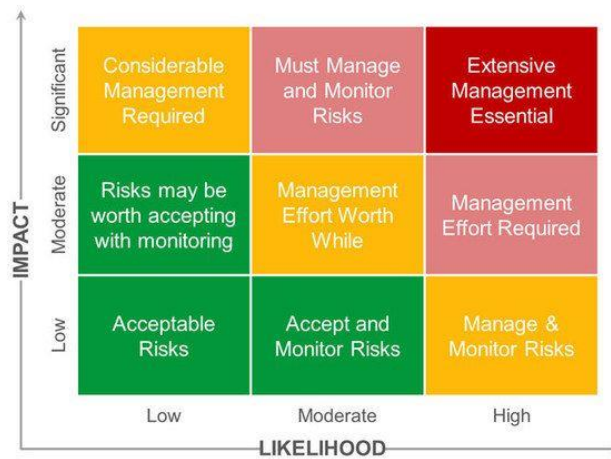 Significant
Considerable
Management
Required
Must Manage
and Monitor
Risks
Extensive
Management
Essential
IMPACT
Moderate
Risks may be
worth accepting
with monitoring
Management
Effort Worth
While
Management
Effort Required
Low
Acceptable
Risks
Accept and
Monitor Risks
Manage &
Monitor Risks
Low
Moderate
High
LIKELIHOOD